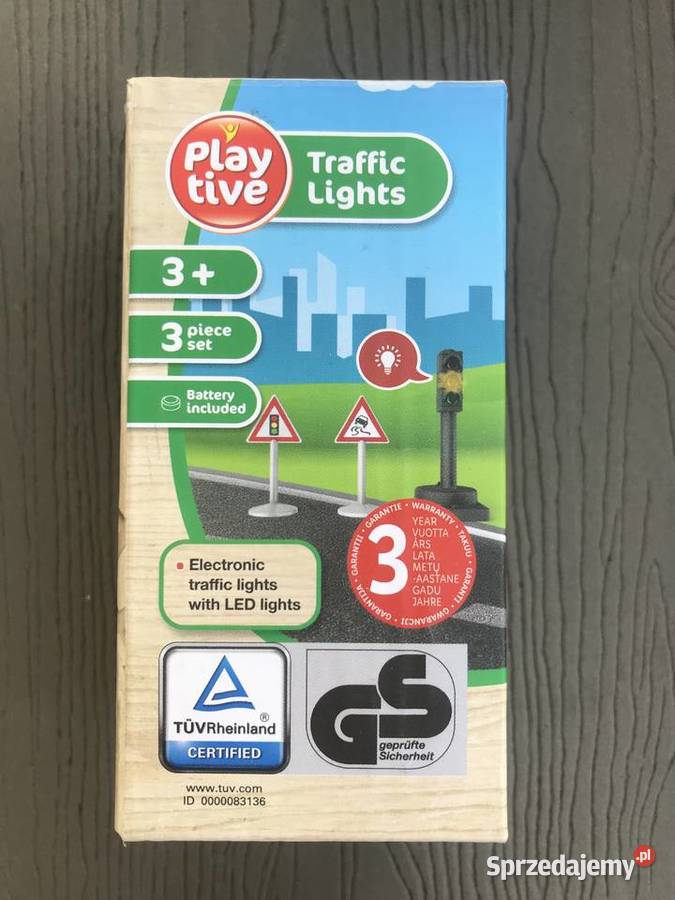 Play
tive
Traffic
Lights
3+
3 piece
set
Battery
included
• Electronic
traffic lights
with LED lights
GARANTIE • WARRANTY • TAKUU • GARANTI • GWARANCJI • GARANTIJA • GARANTII •
3
YEAR
VUOTTA
ÅRS
LATA
METŲ
-AASTANE
GADU
JAHRE
TÜVRheinland®
CERTIFIED
GS
geprüfte
Sicherheit
www.tuv.com
ID 0000083136
Sprzedajemy.pl